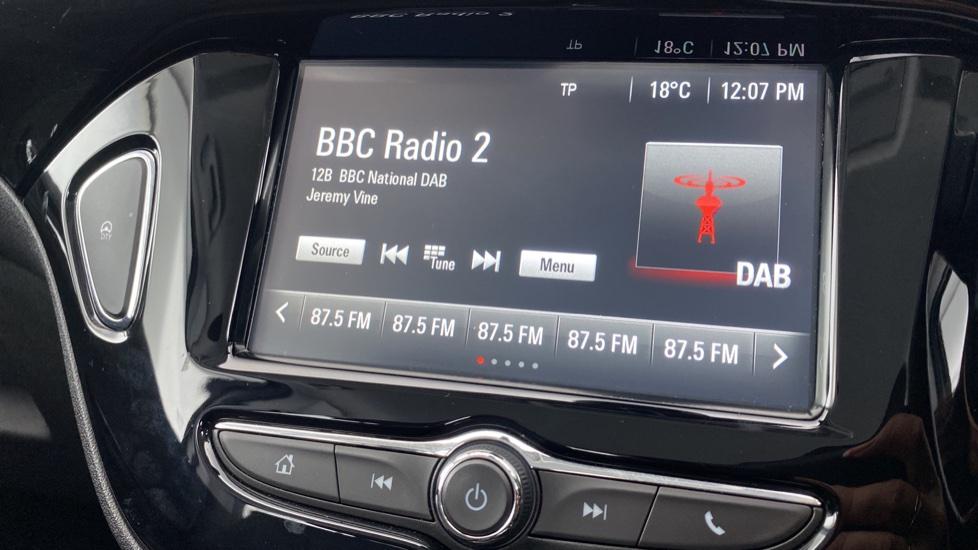 TP 18°C 12:07 PM
BBC Radio 2
12B BBC National DAB
Jeremy Vine
Source Tune Menu
DAB
87.5 FM 87.5 FM 87.5 FM 87.5 FM 87.5 FM
CITY